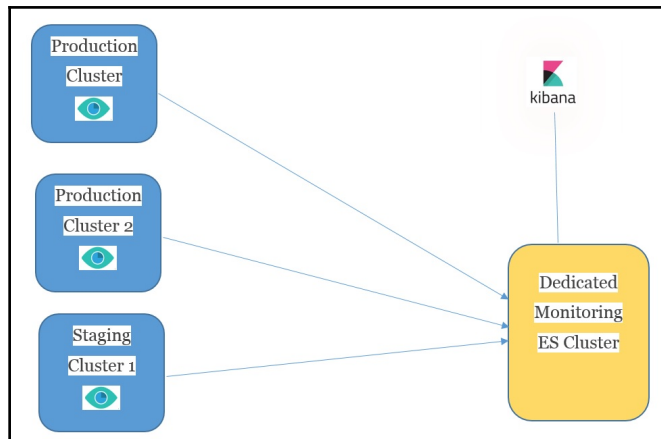 Production
Cluster
kibana
Production
Cluster 2
Dedicated
Monitoring
ES Cluster
Staging
Cluster 1